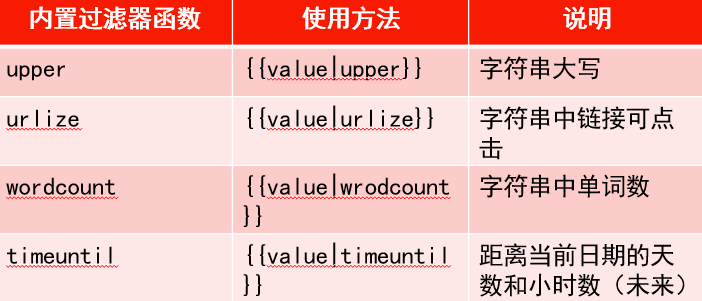 内置过滤器函数 使用方法 说明
upper {{value|upper}} 字符串大写
urlize {{value|urlize}} 字符串中链接可点
击
wordcount {{value|wrodcount 字符串中单词数
}}
timeuntil {{value|timeuntil 距离当前日期的天
}} 数和小时数（未来）